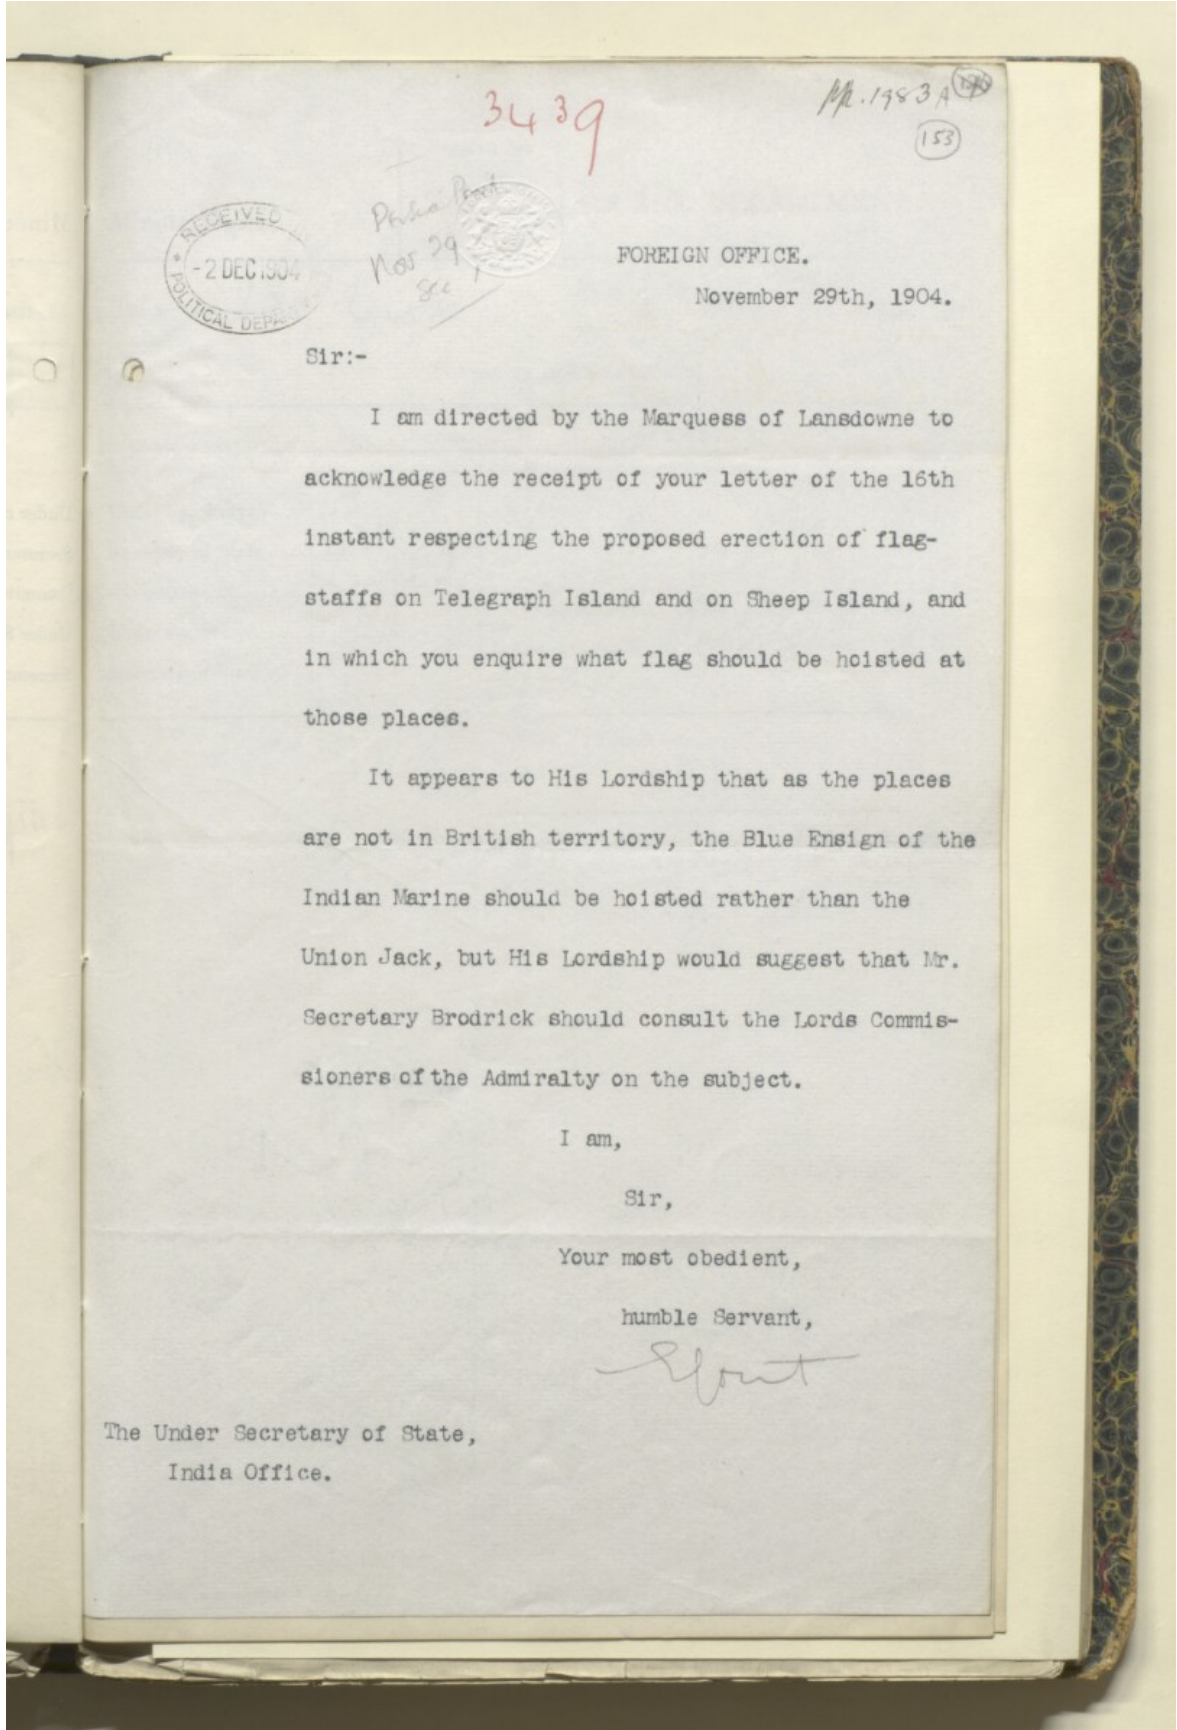 3439
1983 A
153
RECEIVED
-2 DEC 1904
POLITICAL
Nov 29
FOREIGN OFFICE.
November 29th, 1904.
Sir:-
I am directed by the Marquess of Lansdowne to
acknowledge the receipt of your letter of the 16th
instant respecting the proposed erection of flag-
staffs on Telegraph Island and on Sheep Island, and
in which you enquire what flag should be hoisted at
those places.
It appears to His Lordship that as the places
are not in British territory, the Blue Ensign of the
Indian Marine should be hoisted rather than the
Union Jack, but His Lordship would suggest that Mr.
Secretary Brodrick should consult the Lords Commis-
sioners of the Admiralty on the subject.
I am,
Sir,
Your most obedient,
humble Servant,
The Under Secretary of State,
India Office.